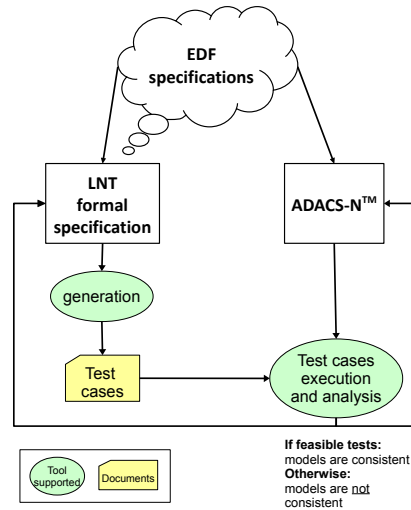 EDF
specifications
LNT
formal
specification
ADACS-N™
generation
Test
cases
Test cases
execution
and analysis
If feasible tests:
models are consistent
Otherwise:
models are not
consistent
Tool
supported
Documents